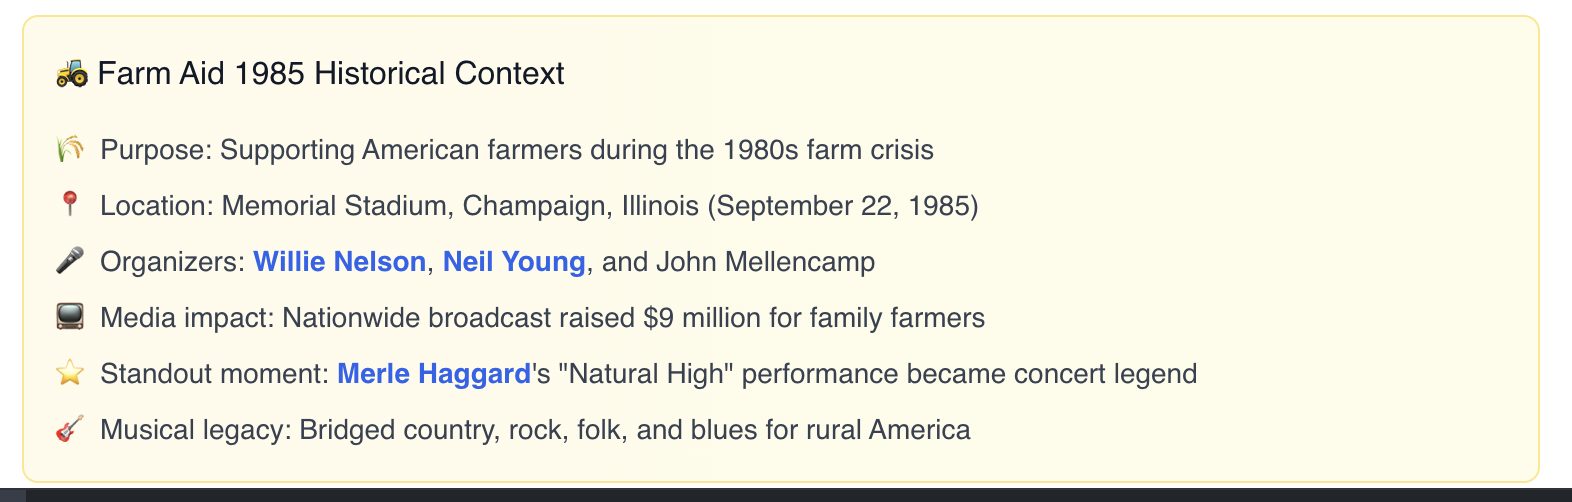 Farm Aid 1985 Historical Context
Purpose: Supporting American farmers during the 1980s farm crisis
Location: Memorial Stadium, Champaign, Illinois (September 22, 1985)
Organizers: Willie Nelson, Neil Young, and John Mellencamp
Media impact: Nationwide broadcast raised $9 million for family farmers
Standout moment: Merle Haggard's "Natural High" performance became concert legend
Musical legacy: Bridged country, rock, folk, and blues for rural America